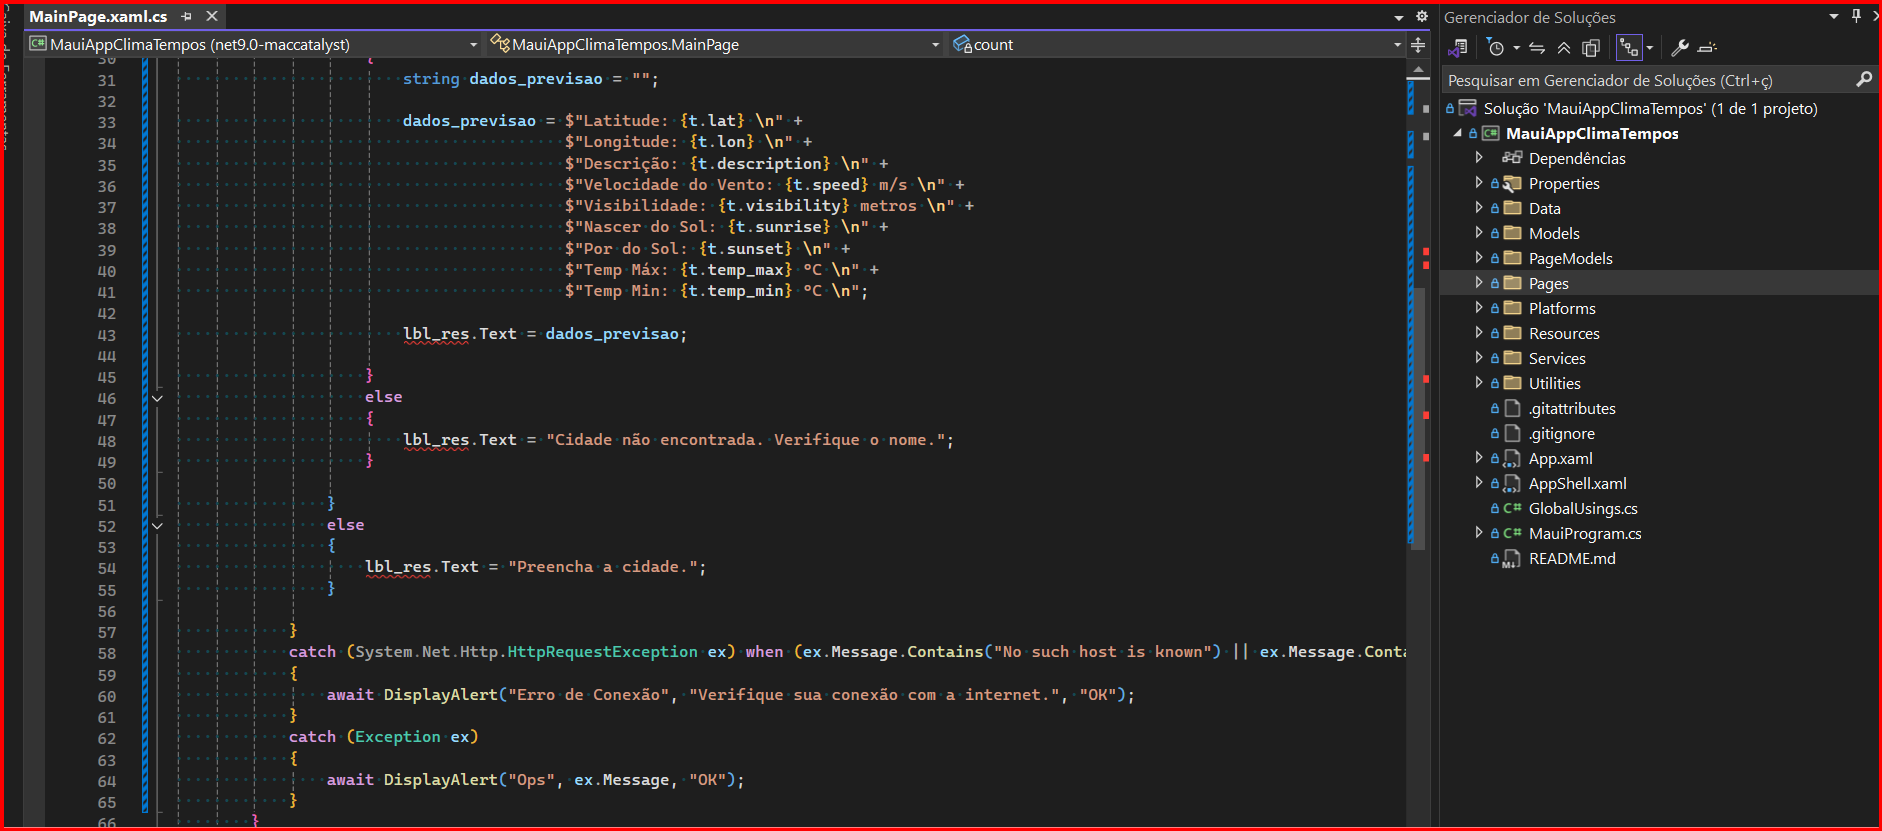 MainPage.xaml.cs
MauiAppClimaTempos (net9.0-maccatalyst)
MauiAppClimaTempos.MainPage
count
30 {
31 string dados_previsao = "";
32
33 dados_previsao = $"Latitude: {t.lat} \n" +
34 $"Longitude: {t.lon} \n" +
35 $"Descrição: {t.description} \n" +
36 $"Velocidade do Vento: {t.speed} m/s \n" +
37 $"Visibilidade: {t.visibility} metros \n" +
38 $"Nascer do Sol: {t.sunrise} \n" +
39 $"Por do Sol: {t.sunset} \n" +
40 $"Temp Máx: {t.temp_max} °C \n" +
41 $"Temp Min: {t.temp_min} °C \n";
42
43 lbl_res.Text = dados_previsao;
44
45 }
46 else
47 {
48 lbl_res.Text = "Cidade não encontrada. Verifique o nome.";
49 }
50
51 }
52 else
53 {
54 lbl_res.Text = "Preencha a cidade.";
55 }
56
57 }
58 catch (System.Net.Http.HttpRequestException ex) when (ex.Message.Contains("No such host is known") || ex.Message.Conta
59 {
60 await DisplayAlert("Erro de Conexão", "Verifique sua conexão com a internet.", "OK");
61 }
62 catch (Exception ex)
63 {
64 await DisplayAlert("Ops", ex.Message, "OK");
65 }
66 }
Gerenciador de Soluções
Pesquisar em Gerenciador de Soluções (Ctrl+ç)
Solução 'MauiAppClimaTempos' (1 de 1 projeto)
MauiAppClimaTempos
Dependências
Properties
Data
Models
PageModels
Pages
Platforms
Resources
Services
Utilities
.gitattributes
.gitignore
App.xaml
AppShell.xaml
C# GlobalUsings.cs
C# MauiProgram.cs
README.md